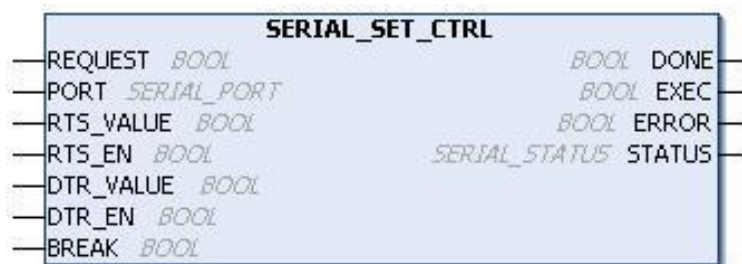 SERIAL_SET_CTRL
REQUEST BOOL BOOL DONE
PORT SERIAL_PORT BOOL EXEC
RTS_VALUE BOOL BOOL ERROR
RTS_EN BOOL SERIAL_STATUS STATUS
DTR_VALUE BOOL
DTR_EN BOOL
BREAK BOOL